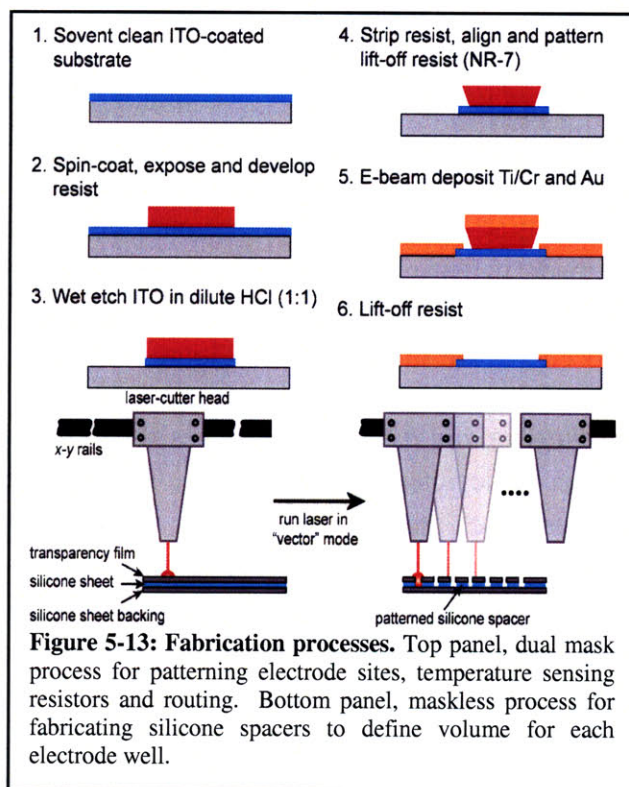 1. Sovent clean ITO-coated
substrate
2. Spin-coat, expose and develop
resist
3. Wet etch ITO in dilute HCl (1:1)
4. Strip resist, align and pattern
lift-off resist (NR-7)
5. E-beam deposit Ti/Cr and Au
6. Lift-off resist
laser-cutter head
x-y rails
transparency film
silicone sheet
silicone sheet backing
run laser in
"vector" mode
patterned silicone spacer
Figure 5-13: Fabrication processes. Top panel, dual mask
process for patterning electrode sites, temperature sensing
resistors and routing. Bottom panel, maskless process for
fabricating silicone spacers to define volume for each
electrode well.